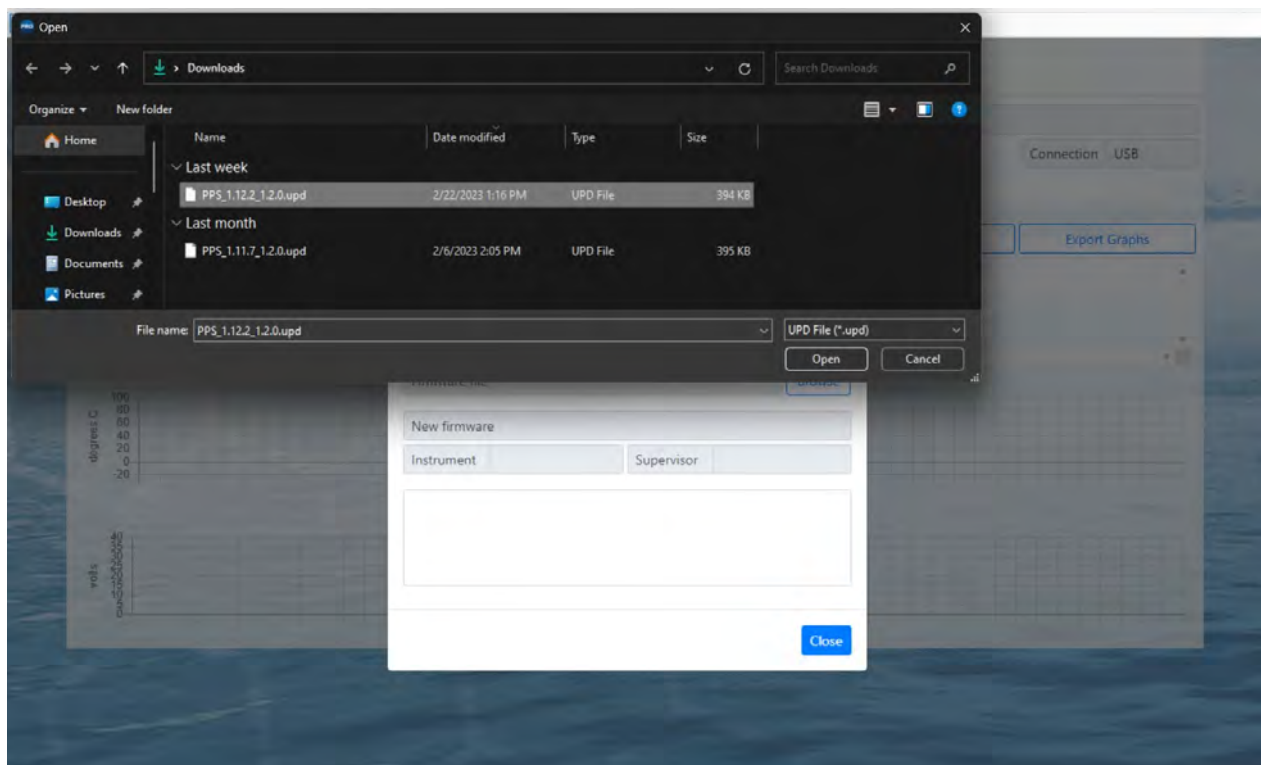 PRO Open
Downloads
Search Downloads
Organize New folder
Home
Name Date modified Type Size
Last week
PPS_1.12.2_1.2.0.upd 2/22/2023 1:16 PM UPD File 394 KB
Desktop
Last month
Downloads
PPS_1.11.7_1.2.0.upd 2/6/2023 2:05 PM UPD File 395 KB
Documents
Pictures
File name: PPS_1.12.2_1.2.0.upd UPD File (*.upd)
Open Cancel
Connection USB
Export Graphs
Firmware file Browse
New firmware
Instrument Supervisor
Close
degrees C
100
80
60
40
20
0
-20
volts